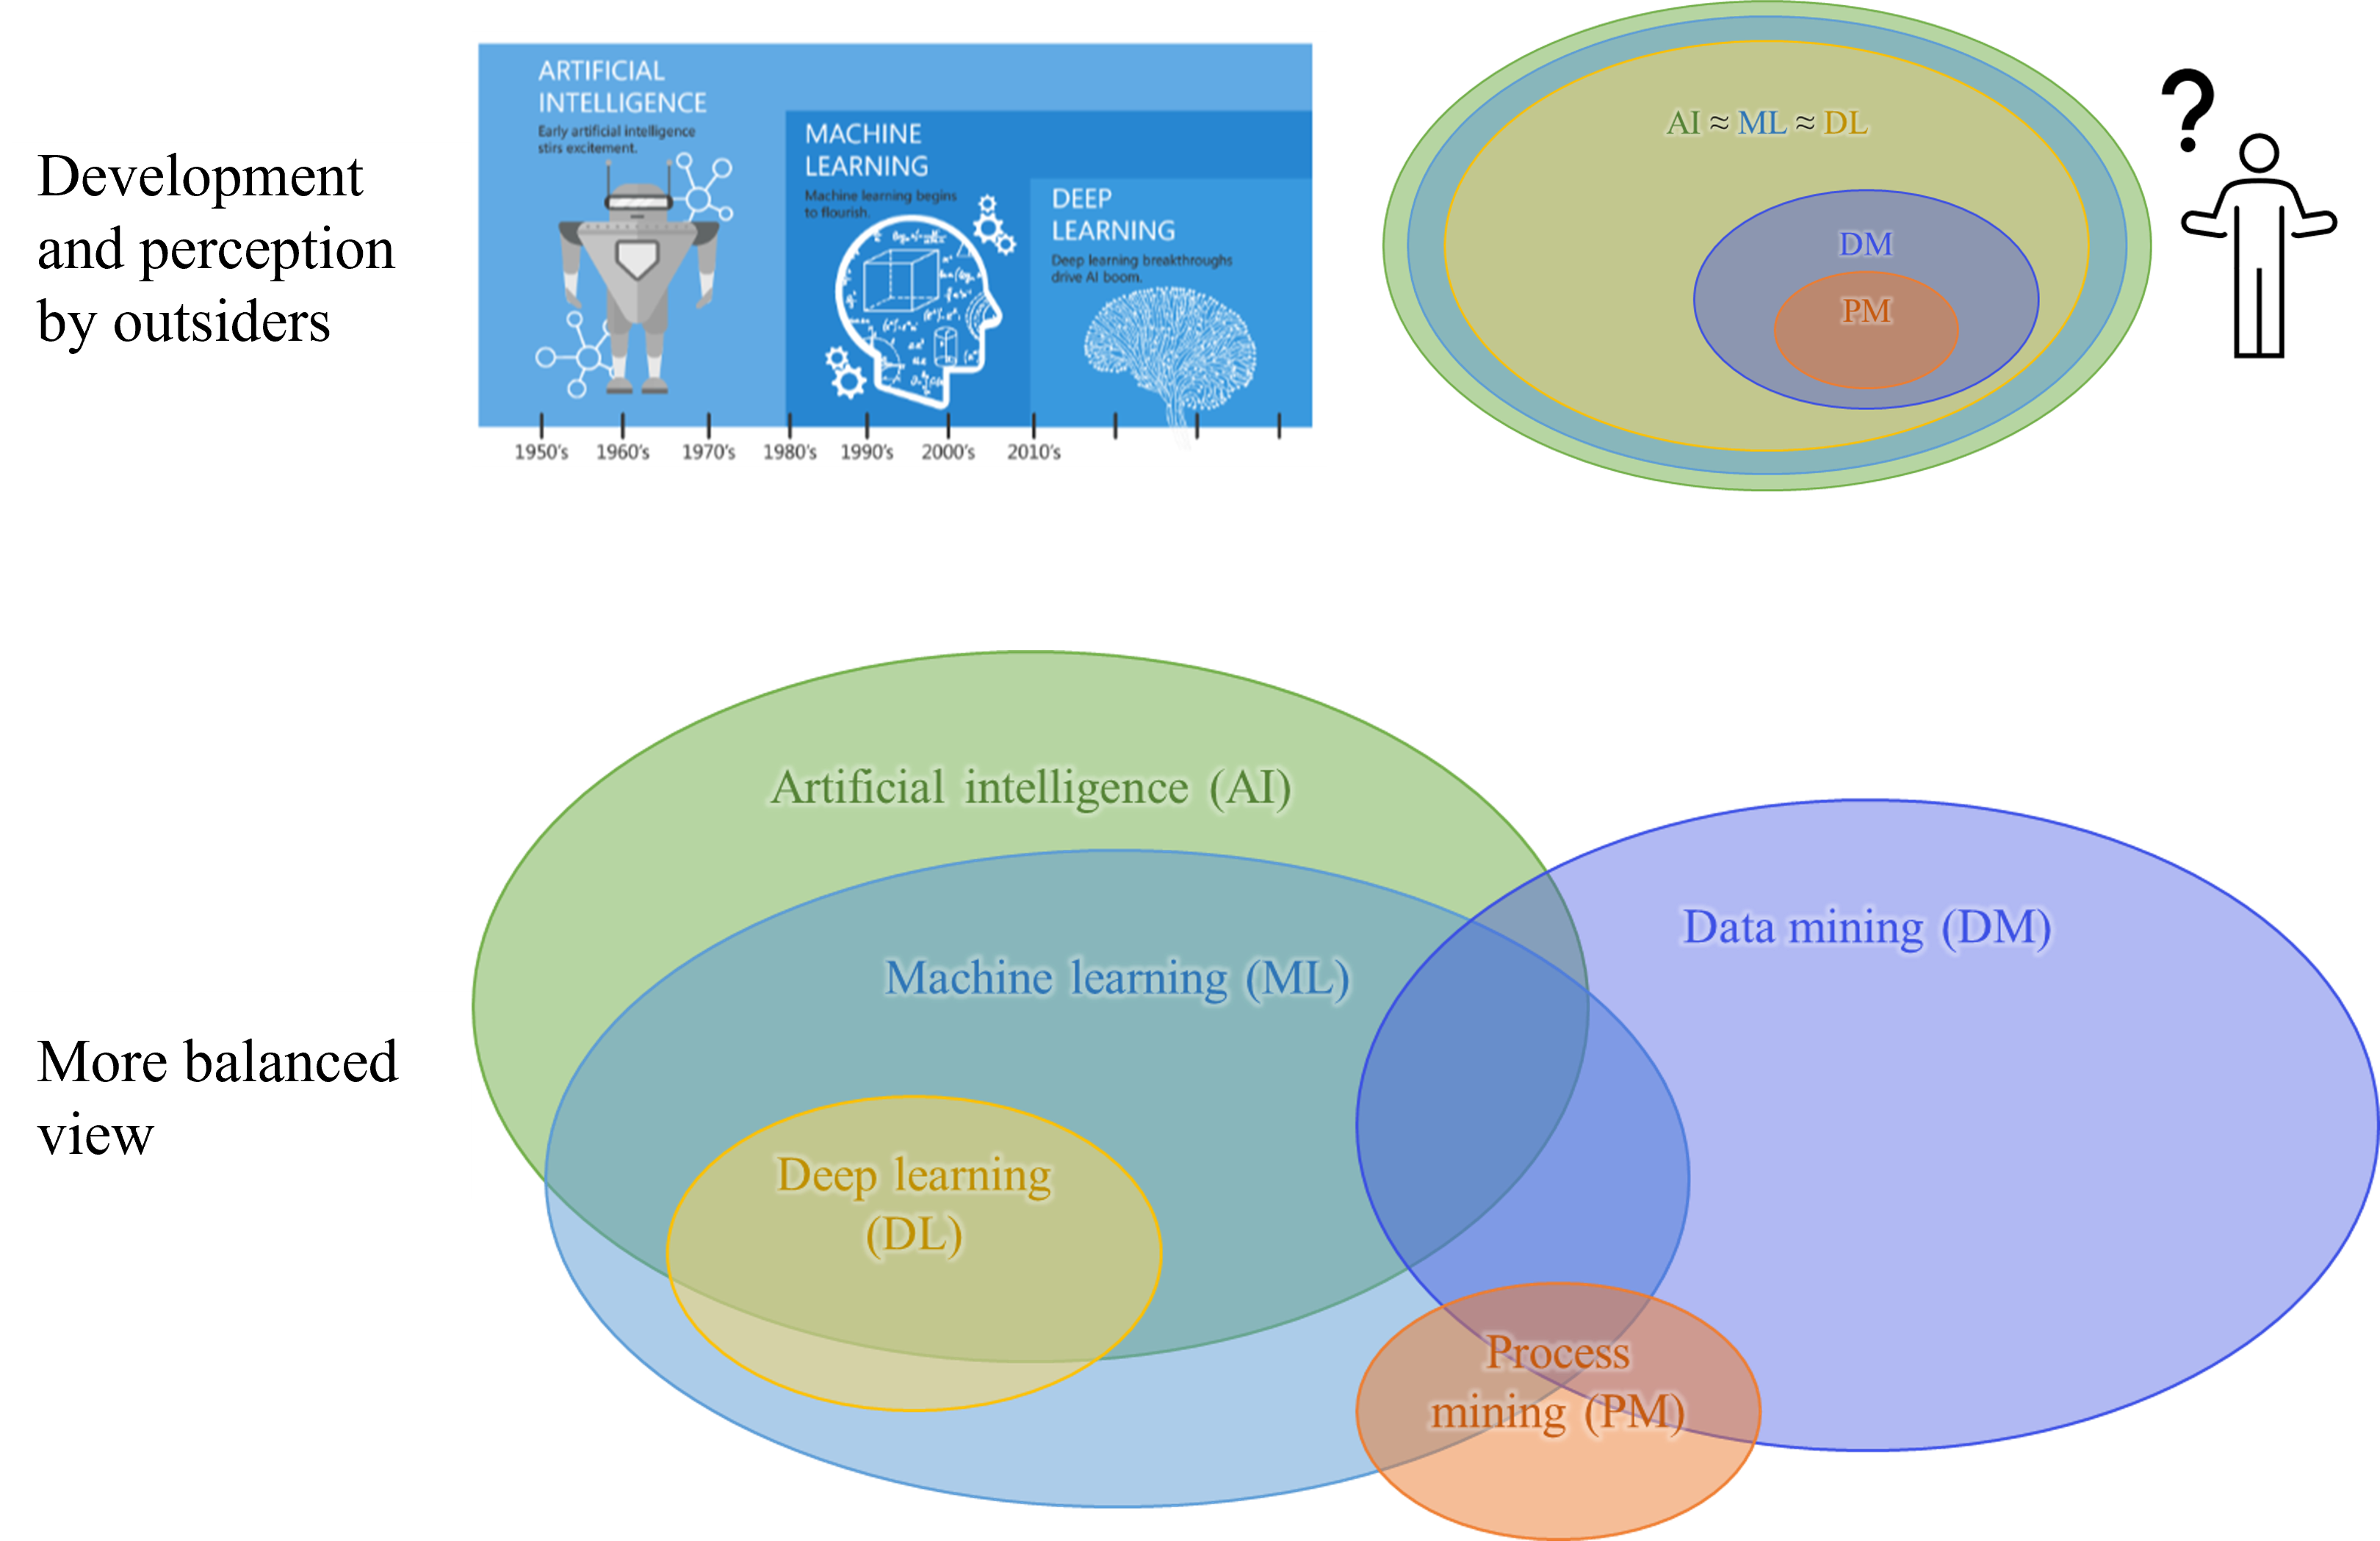 Development
and perception
by outsiders
ARTIFICIAL
INTELLIGENCE
Early artificial intelligence
stirs excitement.
MACHINE
LEARNING
Machine learning begins
to flourish.
DEEP
LEARNING
Deep learning breakthroughs
drive AI boom.
1950's 1960's 1970's 1980's 1990's 2000's 2010's
AI ≈ ML ≈ DL
DM
PM
?
More balanced
view
Artificial intelligence (AI)
Machine learning (ML)
Deep learning
(DL)
Data mining (DM)
Process
mining (PM)